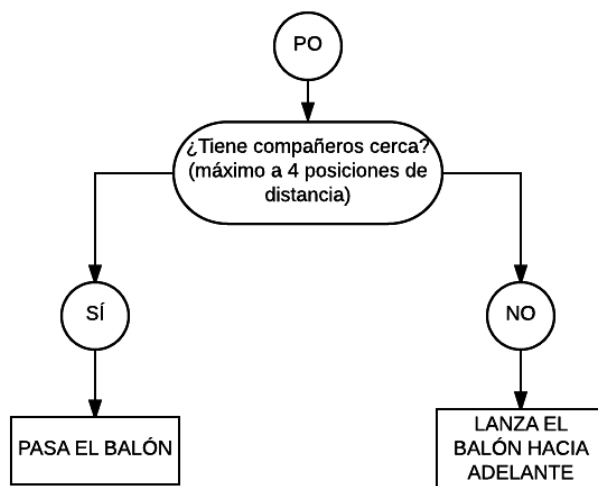 PO
¿Tiene compañeros cerca?
(máximo a 4 posiciones de
distancia)
SÍ
NO
PASA EL BALÓN
LANZA EL
BALÓN HACIA
ADELANTE